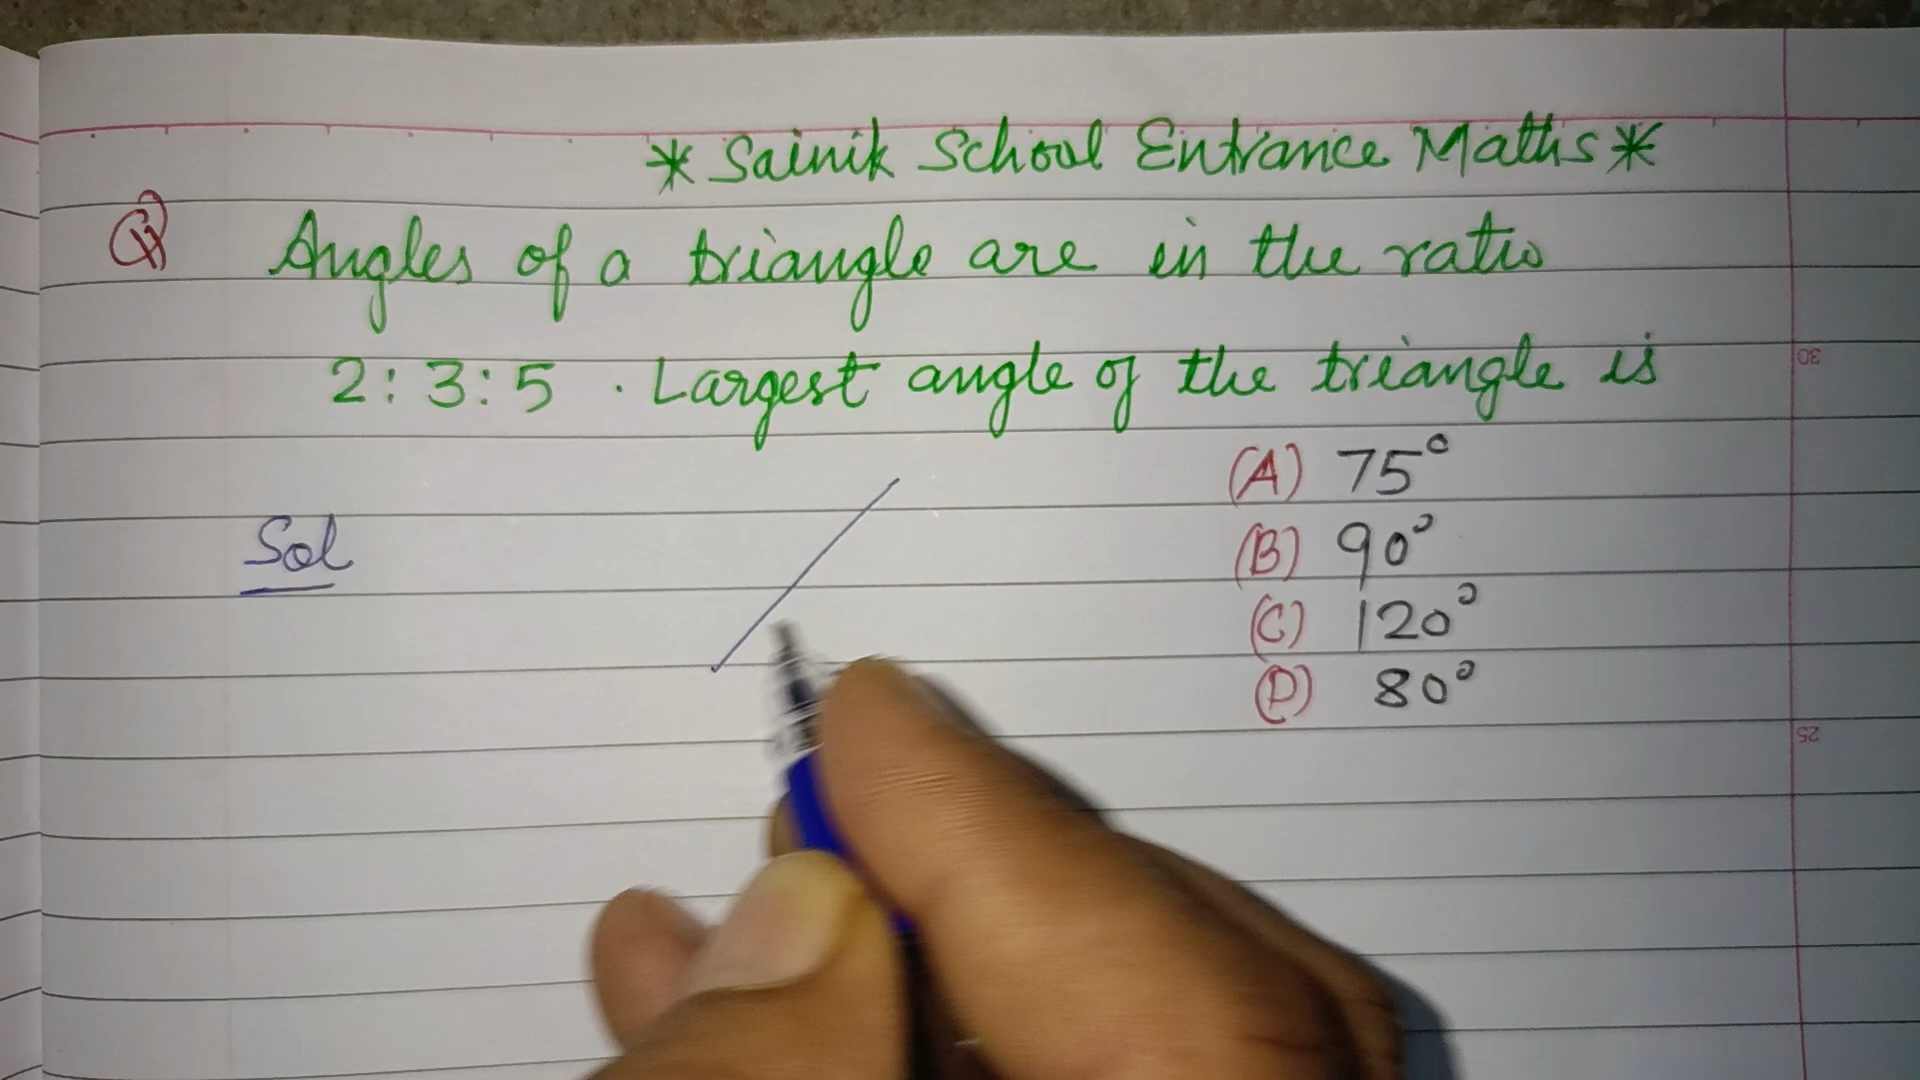 * Sainik School Entrance Maths *
Q Angles of a triangle are in the ratio
2 : 3 : 5 . Largest angle of the triangle is
(A) 75°
(B) 90°
Sol
(C) 120°
(D) 80°
30
25